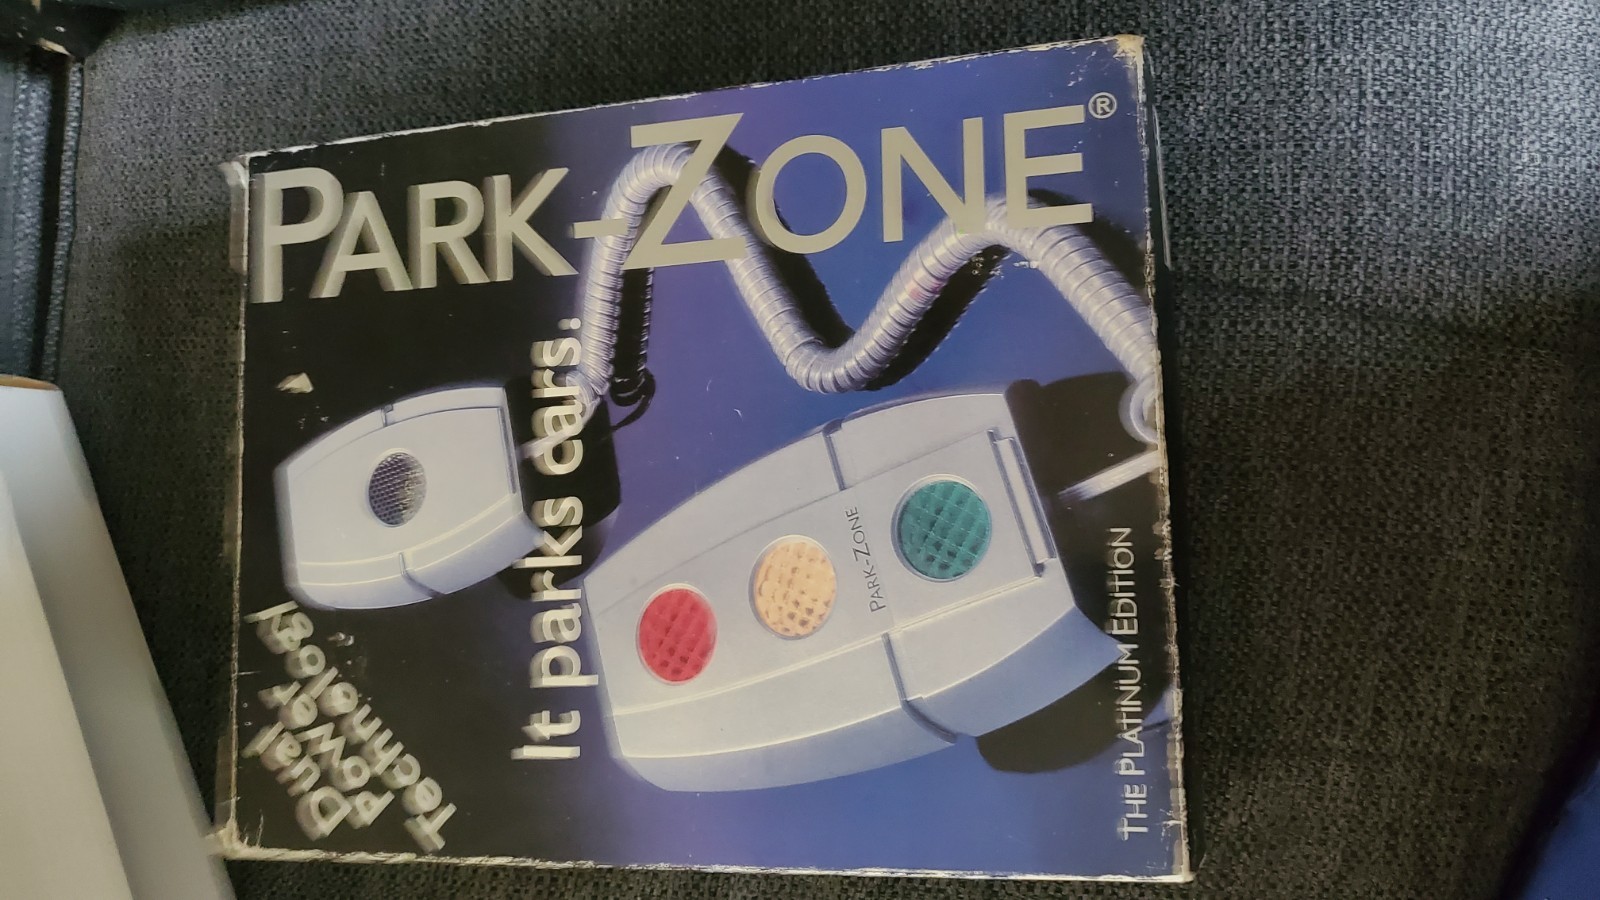 PARK-ZONE®
It parks cars.
PARK-ZONE
Dual
Power
Technology
THE PLATINUM EDITION